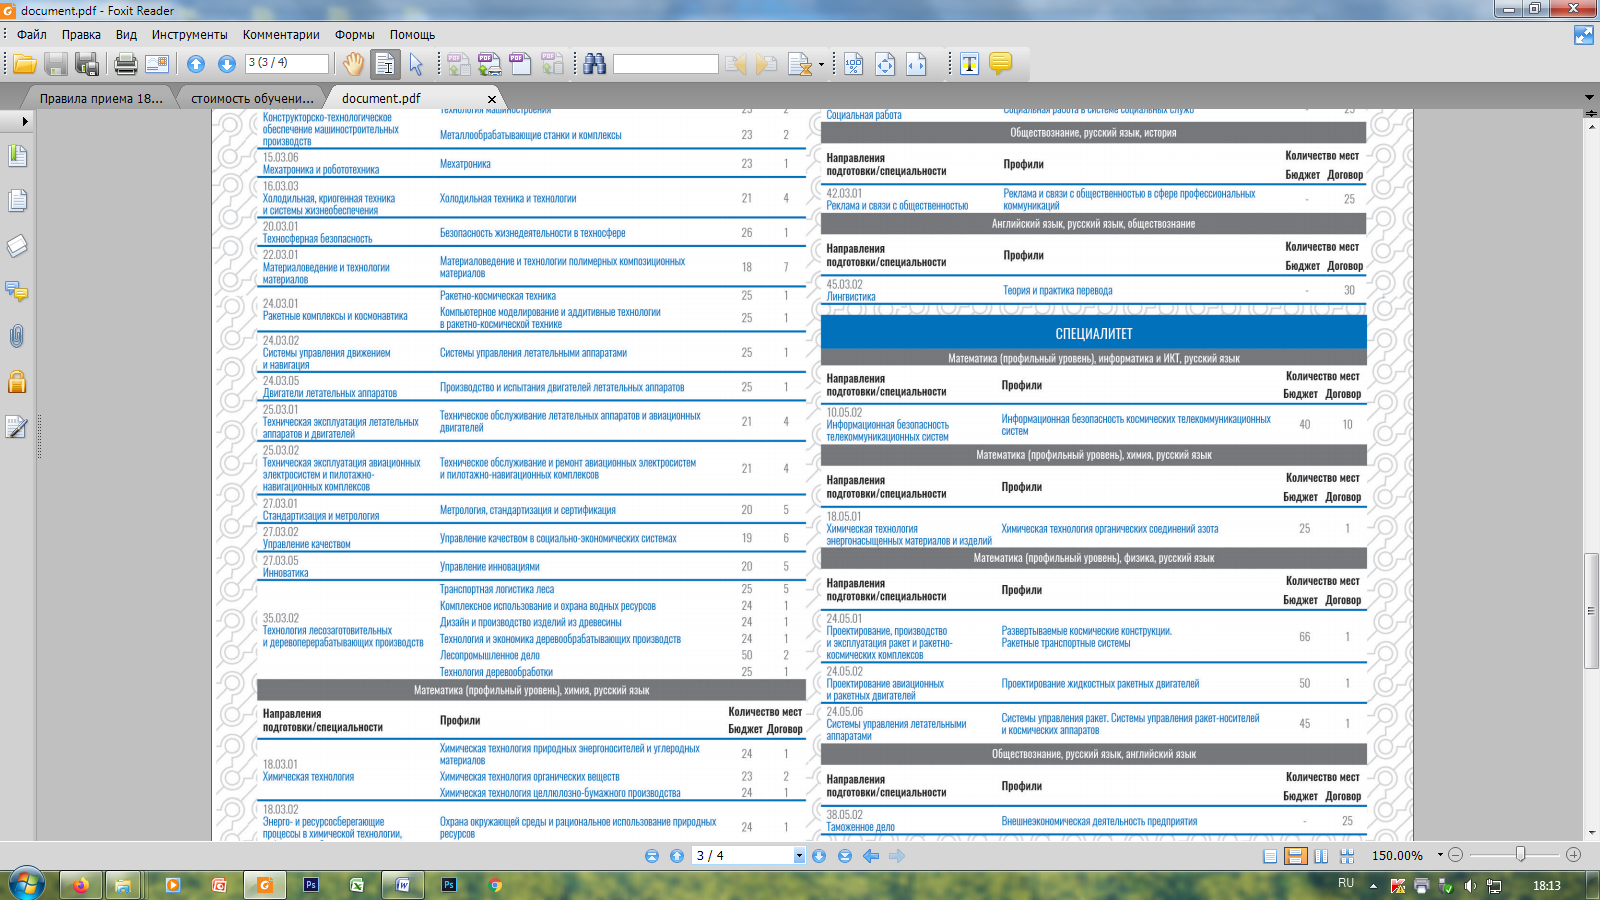 document.pdf - Foxit Reader
Файл Правка Вид Инструменты Комментарии Формы Помощь
3 (3 / 4)
Правила приема 18... стоимость обучени... document.pdf
Технология машиностроения 23 2
Конструкторско-технологическое
обеспечение машиностроительных
производств
Металлообрабатывающие станки и комплексы 23 2
15.03.06
Мехатроника и робототехника
Мехатроника 23 1
16.03.03
Холодильная, криогенная техника
и системы жизнеобеспечения
Холодильная техника и технологии 21 4
20.03.01
Техносферная безопасность
Безопасность жизнедеятельности в техносфере 26 1
22.03.01
Материаловедение и технологии
материалов
Материаловедение и технологии полимерных композиционных
материалов
18 7
24.03.01
Ракетные комплексы и космонавтика
Ракетно-космическая техника 25 1
Компьютерное моделирование и аддитивные технологии
в ракетно-космической технике
25 1
24.03.02
Системы управления движением
и навигация
Системы управления летательными аппаратами 25 1
24.03.05
Двигатели летательных аппаратов
Производство и испытания двигателей летательных аппаратов 25 1
25.03.01
Техническая эксплуатация летательных
аппаратов и двигателей
Техническое обслуживание летательных аппаратов и авиационных
двигателей
21 4
25.03.02
Техническая эксплуатация авиационных
электросистем и пилотажно-
навигационных комплексов
Техническое обслуживание и ремонт авиационных электросистем
и пилотажно-навигационных комплексов
21 4
27.03.01
Стандартизация и метрология
Метрология, стандартизация и сертификация 20 5
27.03.02
Управление качеством
Управление качеством в социально-экономических системах 19 6
27.03.05
Инноватика
Управление инновациями 20 5
35.03.02
Технология лесозаготовительных
и деревоперерабатывающих производств
Транспортная логистика леса 25 5
Комплексное использование и охрана водных ресурсов 24 1
Дизайн и производство изделий из древесины 24 1
Технология и экономика деревообрабатывающих производств 24 1
Лесопромышленное дело 50 2
Технология деревообработки 25 1
Математика (профильный уровень), химия, русский язык
Направления
подготовки/специальности
Профили
Количество мест
Бюджет Договор
18.03.01
Химическая технология
Химическая технология природных энергоносителей и углеродных
материалов
24 1
Химическая технология органических веществ 23 2
Химическая технология целлюлозно-бумажного производства 24 1
18.03.02
Энерго- и ресурсосберегающие
процессы в химической технологии,
Охрана окружающей среды и рациональное использование природных
ресурсов
24 1
Социальная работа
Социальная работа в системе социальных служб - 25
Обществознание, русский язык, история
Направления
подготовки/специальности
Профили
Количество мест
Бюджет Договор
42.03.01
Реклама и связи с общественностью
Реклама и связи с общественностью в сфере профессиональных
коммуникаций
- 25
Английский язык, русский язык, обществознание
Направления
подготовки/специальности
Профили
Количество мест
Бюджет Договор
45.03.02
Лингвистика
Теория и практика перевода - 30
СПЕЦИАЛИТЕТ
Математика (профильный уровень), информатика и ИКТ, русский язык
Направления
подготовки/специальности
Профили
Количество мест
Бюджет Договор
10.05.02
Информационная безопасность
телекоммуникационных систем
Информационная безопасность космических телекоммуникационных
систем
40 10
Математика (профильный уровень), химия, русский язык
Направления
подготовки/специальности
Профили
Количество мест
Бюджет Договор
18.05.01
Химическая технология
энергонасыщенных материалов и изделий
Химическая технология органических соединений азота 25 1
Математика (профильный уровень), физика, русский язык
Направления
подготовки/специальности
Профили
Количество мест
Бюджет Договор
24.05.01
Проектирование, производство
и эксплуатация ракет и ракетно-
космических комплексов
Развертываемые космические конструкции.
Ракетные транспортные системы
66 1
24.05.02
Проектирование авиационных
и ракетных двигателей
Проектирование жидкостных ракетных двигателей 50 1
24.05.06
Системы управления летательными
аппаратами
Системы управления ракет. Системы управления ракет-носителей
и космических аппаратов
45 1
Обществознание, русский язык, английский язык
Направления
подготовки/специальности
Профили
Количество мест
Бюджет Договор
38.05.02
Таможенное дело
Внешнеэкономическая деятельность предприятия - 25
3 / 4
150.00%
RU
18:13